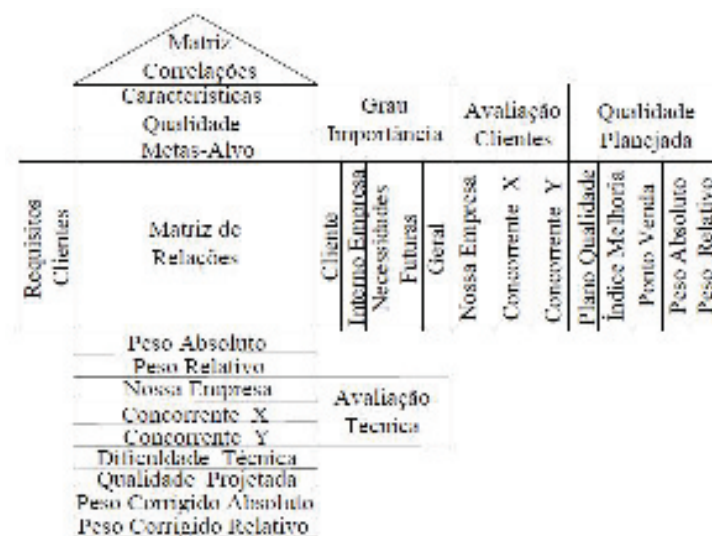 Matriz
Correlações
Características
Qualidade
Metas-Alvo
Grau
Importância
Avaliação
Clientes
Qualidade
Planejada
Requisitos
Clientes
Matriz de
Relações
Cliente
Interno Empresa
Necessidades
Futuras
Geral
Nossa Empresa
Concorrente X
Concorrente Y
Plano Qualidade
Índice Melhoria
Ponto Venda
Peso Absoluto
Peso Relativo
Peso Absoluto
Peso Relativo
Nossa Empresa
Concorrente X
Concorrente Y
Avaliação
Técnica
Dificuldade Técnica
Qualidade Projetada
Peso Corrigido Absoluto
Peso Corrigido Relativo